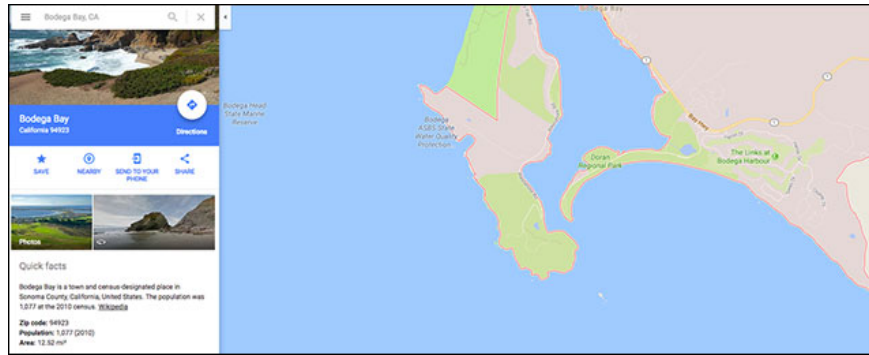 Bodega Bay, CA
Bodega Bay
California 94923
Directions
SAVE
NEARBY
SEND TO YOUR
PHONE
SHARE
Photos
Quick facts
Bodega Bay is a town and census-designated place in
Sonoma County, California, United States. The population was
1,077 at the 2010 census. Wikipedia
Zip code: 94923
Population: 1,077 (2010)
Area: 12.52 mi²
Bodega Head
State Marine
Reserve
Bodega
ASBS State
Water Quality
Protection
Bodega Bay
Bay Hwy
1
1
Doran
Regional Park
The Links at
Bodega Harbour